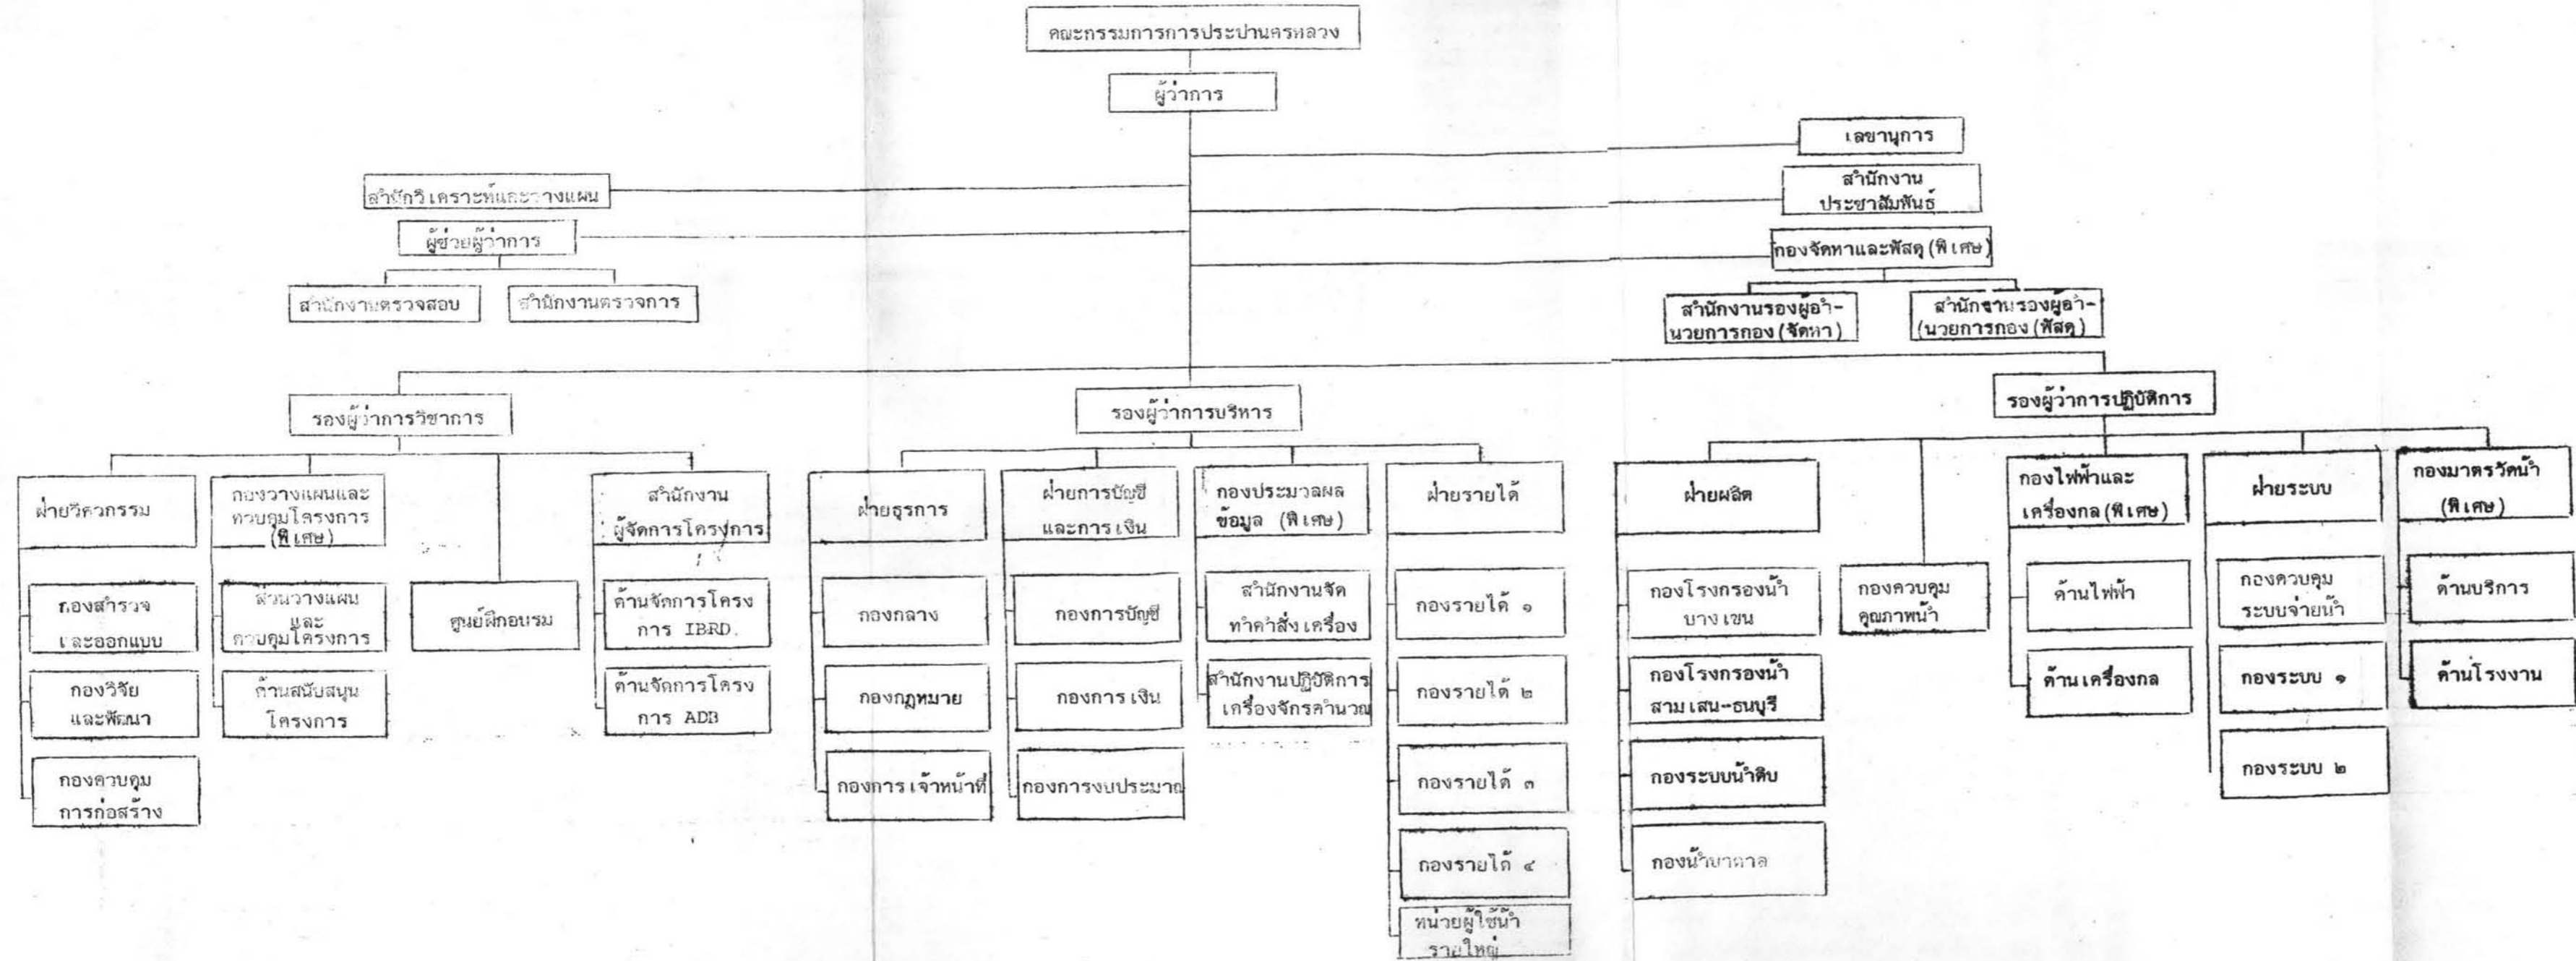 คณะกรรมการการประปานครหลวง
ผู้ว่าการ
เลขานุการ
สำนักวิเคราะห์และวางแผน
สำนักงาน
ประชาสัมพันธ์
ผู้ช่วยผู้ว่าการ
กองจัดหาและพัสดุ (พิเศษ)
สำนักงานตรวจสอบ
สำนักงานตรวจการ
สำนักงานรองผู้อำ-
นวยการกอง (จัดหา)
สำนักงานรองผู้อำ-
(นวยการกอง (พัสดุ)
รองผู้ว่าการวิชาการ
รองผู้ว่าการบริหาร
รองผู้ว่าการปฏิบัติการ
ฝ่ายวิศวกรรม
กองสำรวจ
และออกแบบ
กองวิจัย
และพัฒนา
กองควบคุม
การก่อสร้าง
กองวางแผนและ
ควบคุมโครงการ
(พิเศษ)
ส่วนวางแผน
และ
ควบคุมโครงการ
ด้านสนับสนุน
โครงการ
ศูนย์ฝึกอบรม
สำนักงาน
ผู้จัดการโครงการ
ด้านจัดการโครง
การ IBRD.
ด้านจัดการโครง
การ ADB
ฝ่ายธุรการ
กองกลาง
กองกฎหมาย
กองการเจ้าหน้าที่
ฝ่ายการบัญชี
และการเงิน
กองการบัญชี
กองการเงิน
กองการงบประมาณ
กองประมวลผล
ข้อมูล (พิเศษ)
สำนักงานจัด
ทำคำสั่งเครื่อง
สำนักงานปฏิบัติการ
เครื่องจักรคำนวณ
ฝ่ายรายได้
กองรายได้ ๑
กองรายได้ ๒
กองรายได้ ๓
กองรายได้ ๔
หน่วยผู้ใช้น้ำ
รายใหญ่
ฝ่ายผลิต
กองโรงกรองน้ำ
บางเขน
กองโรงกรองน้ำ
สามเสน-ธนบุรี
กองระบบน้ำดิบ
กองน้ำบาดาล
กองควบคุม
คุณภาพน้ำ
กองไฟฟ้าและ
เครื่องกล (พิเศษ)
ด้านไฟฟ้า
ด้านเครื่องกล
ฝ่ายระบบ
กองควบคุม
ระบบจ่ายน้ำ
กองระบบ ๑
กองระบบ ๒
กองมาตรวัดน้ำ
(พิเศษ)
ด้านบริการ
ด้านโรงงาน